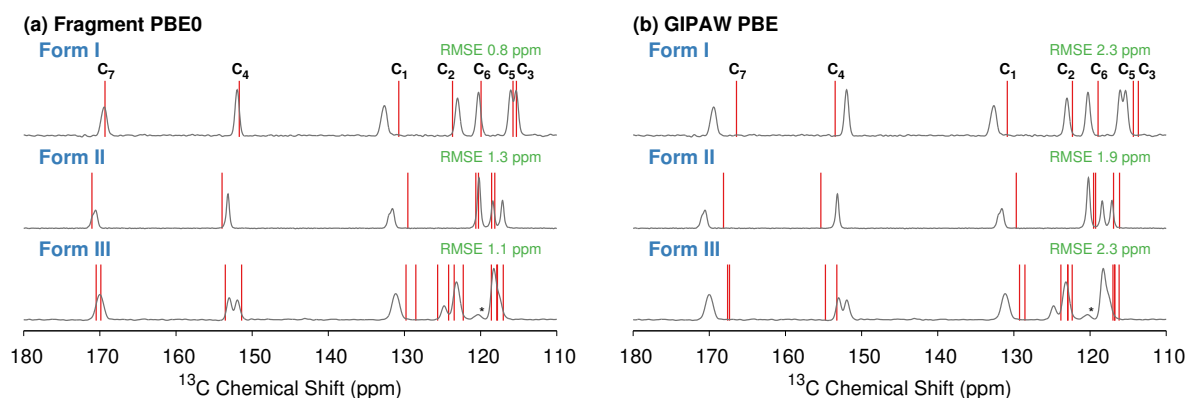 (a) Fragment PBE0
Form I
RMSE 0.8 ppm
C7 C4 C1 C2 C6 C5 C3
Form II
RMSE 1.3 ppm
Form III
RMSE 1.1 ppm
*
180 170 160 150 140 130 120 110
13C Chemical Shift (ppm)
(b) GIPAW PBE
Form I
RMSE 2.3 ppm
C7 C4 C1 C2 C6 C5 C3
Form II
RMSE 1.9 ppm
Form III
RMSE 2.3 ppm
*
180 170 160 150 140 130 120 110
13C Chemical Shift (ppm)